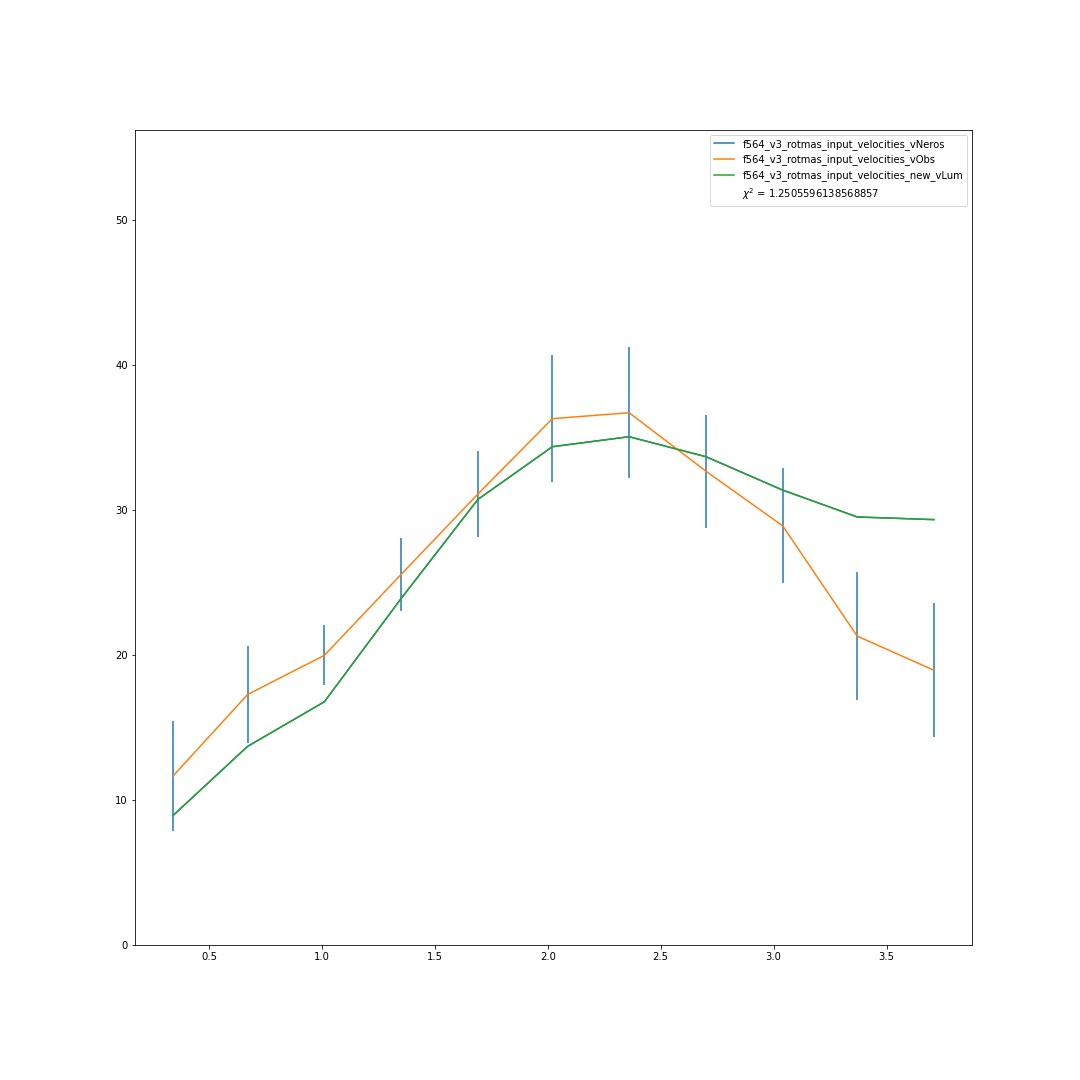 f564_v3_rotmas_input_velocities_vNeros
f564_v3_rotmas_input_velocities_vObs
f564_v3_rotmas_input_velocities_new_vLum
χ² = 1.2505596138568857
50
40
30
20
10
0
0.5 1.0 1.5 2.0 2.5 3.0 3.5